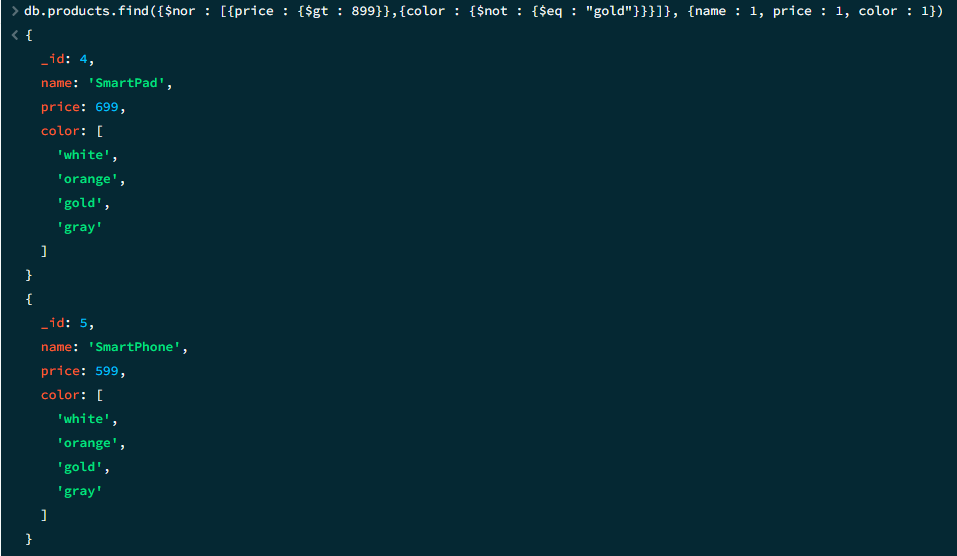 > db.products.find({$nor : [{price : {$gt : 899}},{color : {$not : {$eq : "gold"}}}]}, {name : 1, price : 1, color : 1})
< {
_id: 4,
name: 'SmartPad',
price: 699,
color: [
'white',
'orange',
'gold',
'gray'
]
}
{
_id: 5,
name: 'SmartPhone',
price: 599,
color: [
'white',
'orange',
'gold',
'gray'
]
}